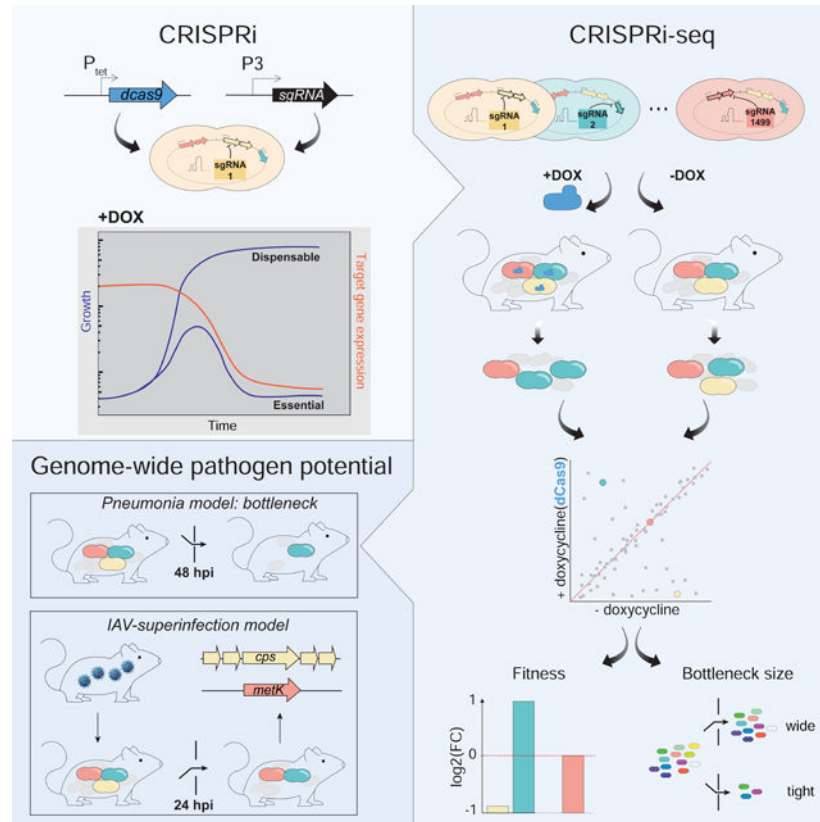 CRISPRi
P tet
dcas9
P3
sgRNA
sgRNA
1
+DOX
Growth
Dispensable
Essential
Target gene expression
Time
CRISPRi-seq
sgRNA
1
sgRNA
2
...
sgRNA
1499
+DOX
-DOX
+ doxycycline(dCas9)
- doxycycline
Fitness
log2(FC)
1
0
-1
Bottleneck size
wide
tight
Genome-wide pathogen potential
Pneumonia model: bottleneck
48 hpi
IAV-superinfection model
cps
metK
24 hpi